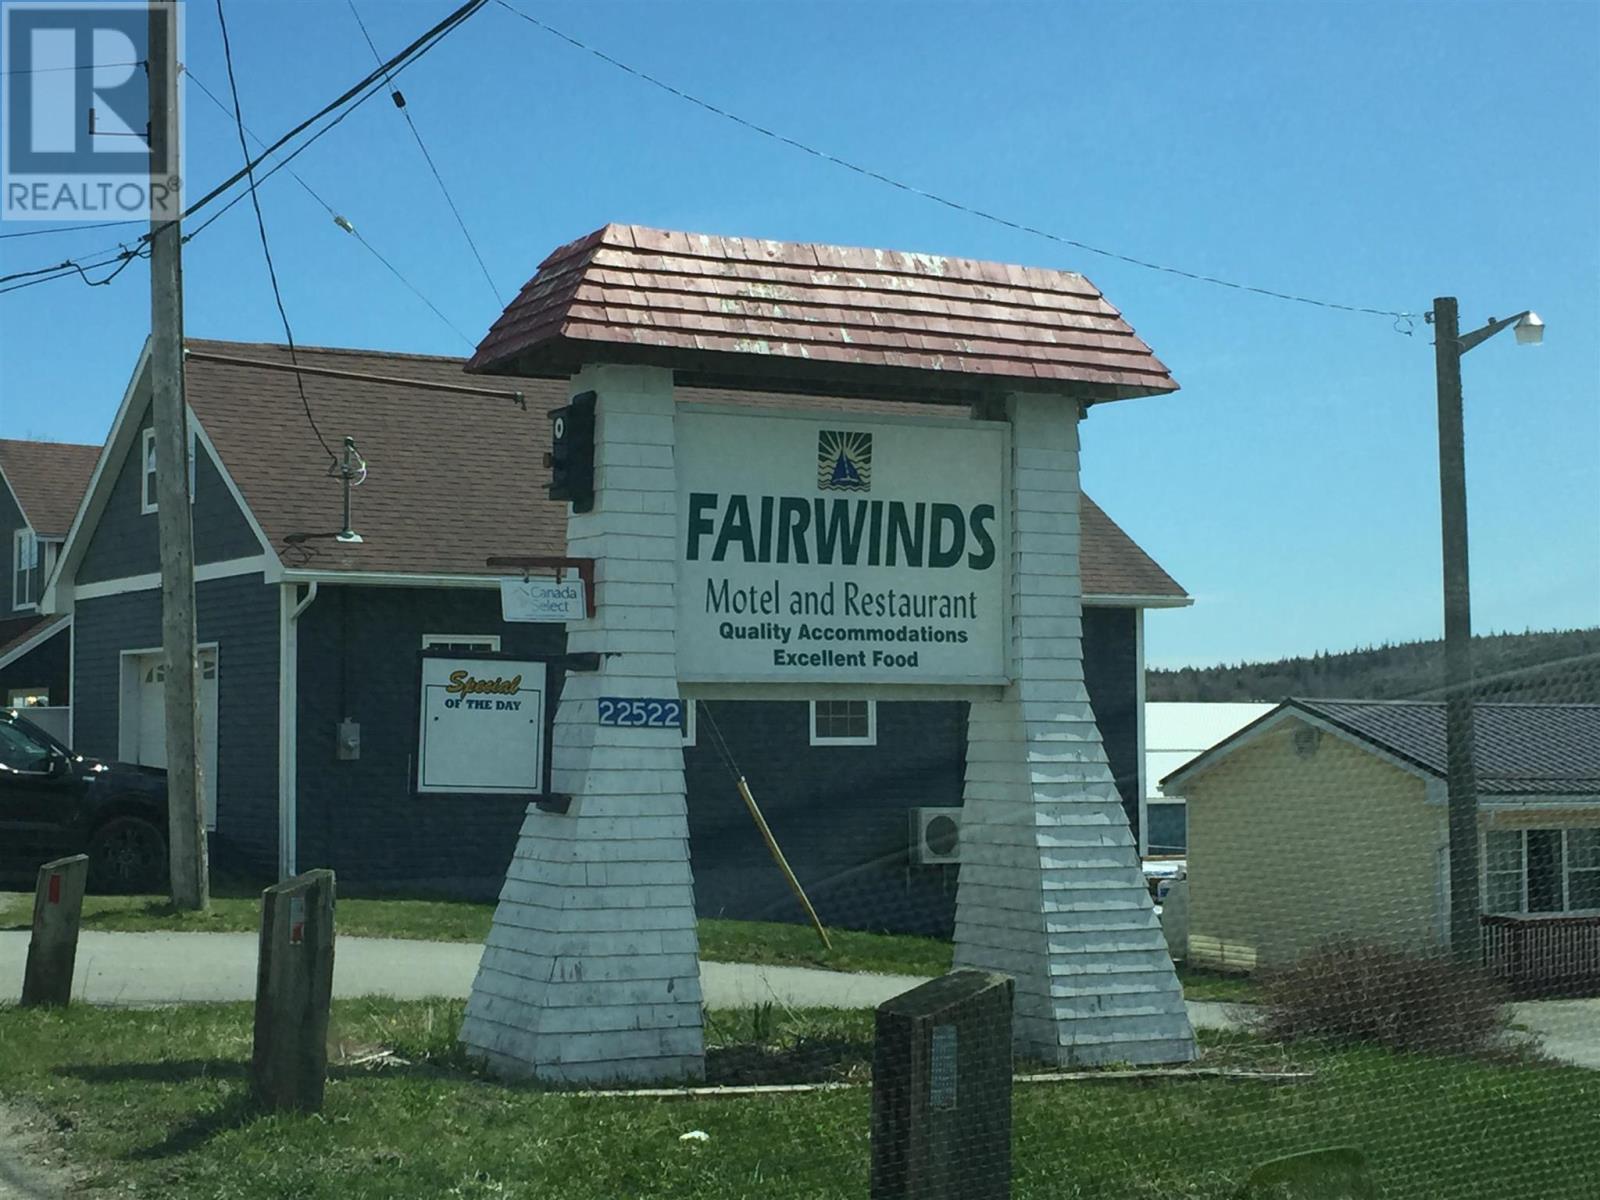 REALTOR®
FAIRWINDS
Motel and Restaurant
Quality Accommodations
Excellent Food
Canada
Select
Special
OF THE DAY
22522